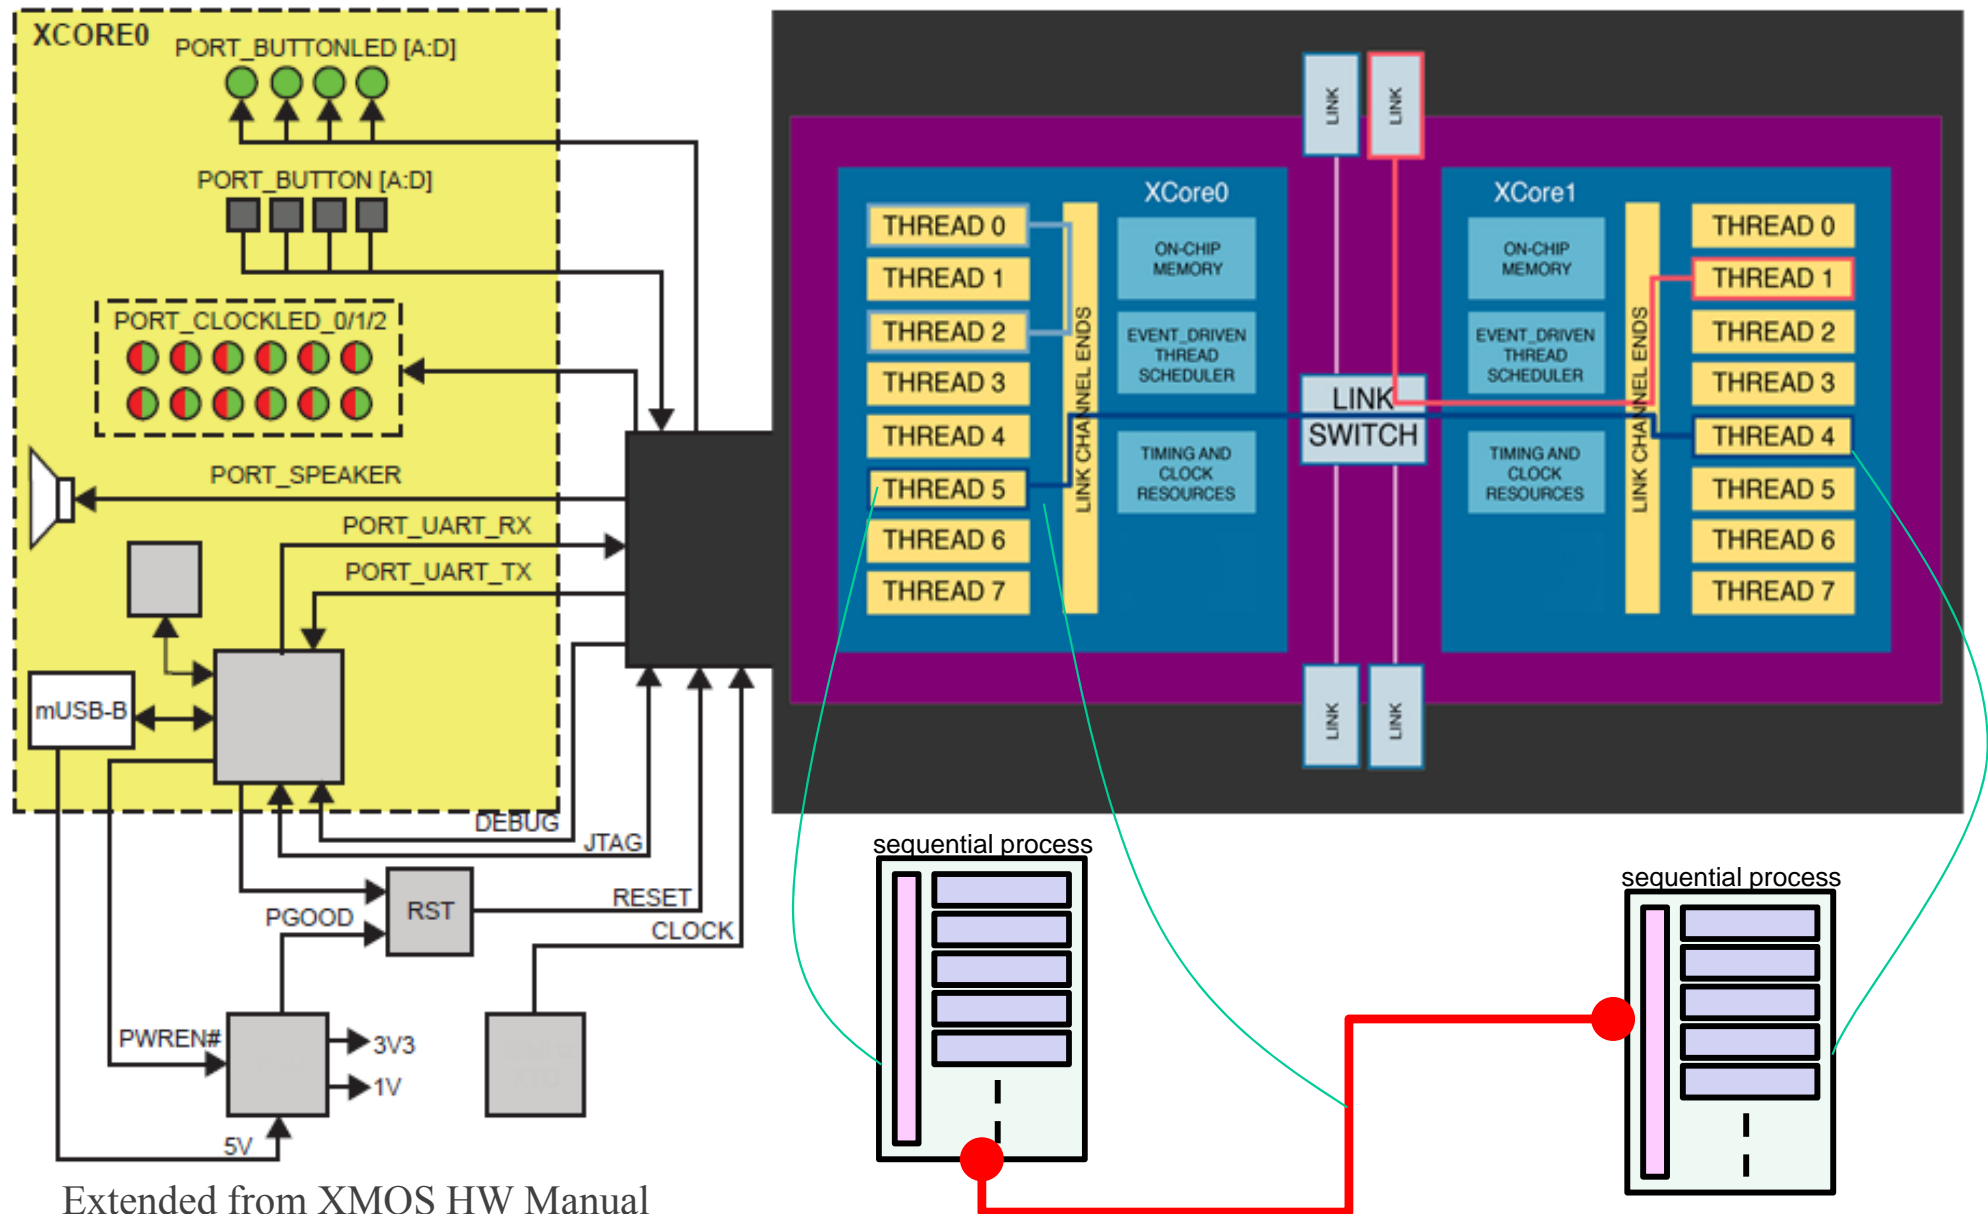 XCORE0
PORT_BUTTONLED [A:D]
PORT_BUTTON [A:D]
PORT_CLOCKLED_0/1/2
PORT_SPEAKER
PORT_UART_RX
PORT_UART_TX
mUSB-B
DEBUG
JTAG
RST
RESET
PGOOD
CLOCK
PWREN#
3V3
1V
5V
Extended from XMOS HW Manual
LINK
LINK
XCore0
THREAD 0
THREAD 1
THREAD 2
THREAD 3
THREAD 4
THREAD 5
THREAD 6
THREAD 7
LINK CHANNEL ENDS
ON-CHIP
MEMORY
EVENT_DRIVEN
THREAD
SCHEDULER
TIMING AND
CLOCK
RESOURCES
LINK
SWITCH
XCore1
ON-CHIP
MEMORY
EVENT_DRIVEN
THREAD
SCHEDULER
TIMING AND
CLOCK
RESOURCES
LINK CHANNEL ENDS
THREAD 0
THREAD 1
THREAD 2
THREAD 3
THREAD 4
THREAD 5
THREAD 6
THREAD 7
LINK
LINK
sequential process
sequential process